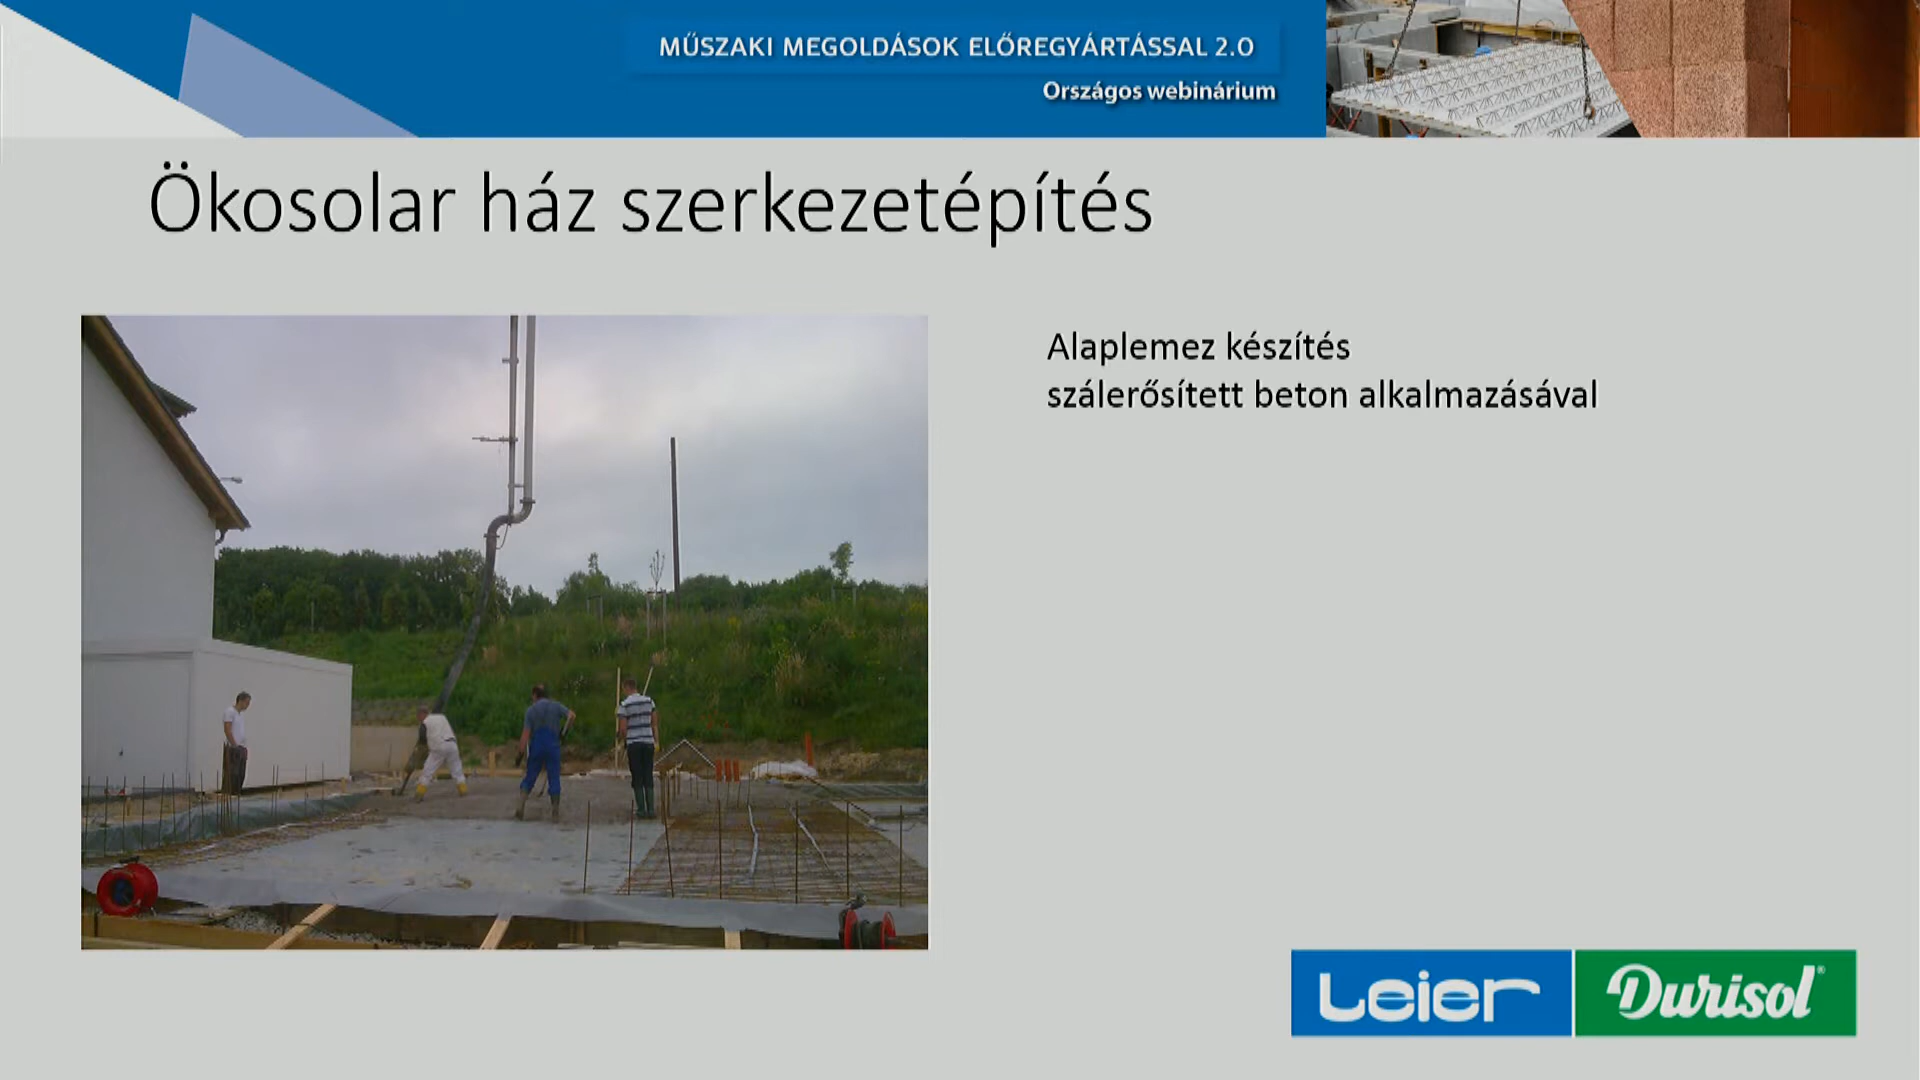 MŰSZAKI MEGOLDÁSOK ELŐREGYÁRTÁSSAL 2.0
Országos webinárium
Ökosolar ház szerkezetépítés
Alaplemez készítés
szálerősített beton alkalmazásával
Leier
Durisol®